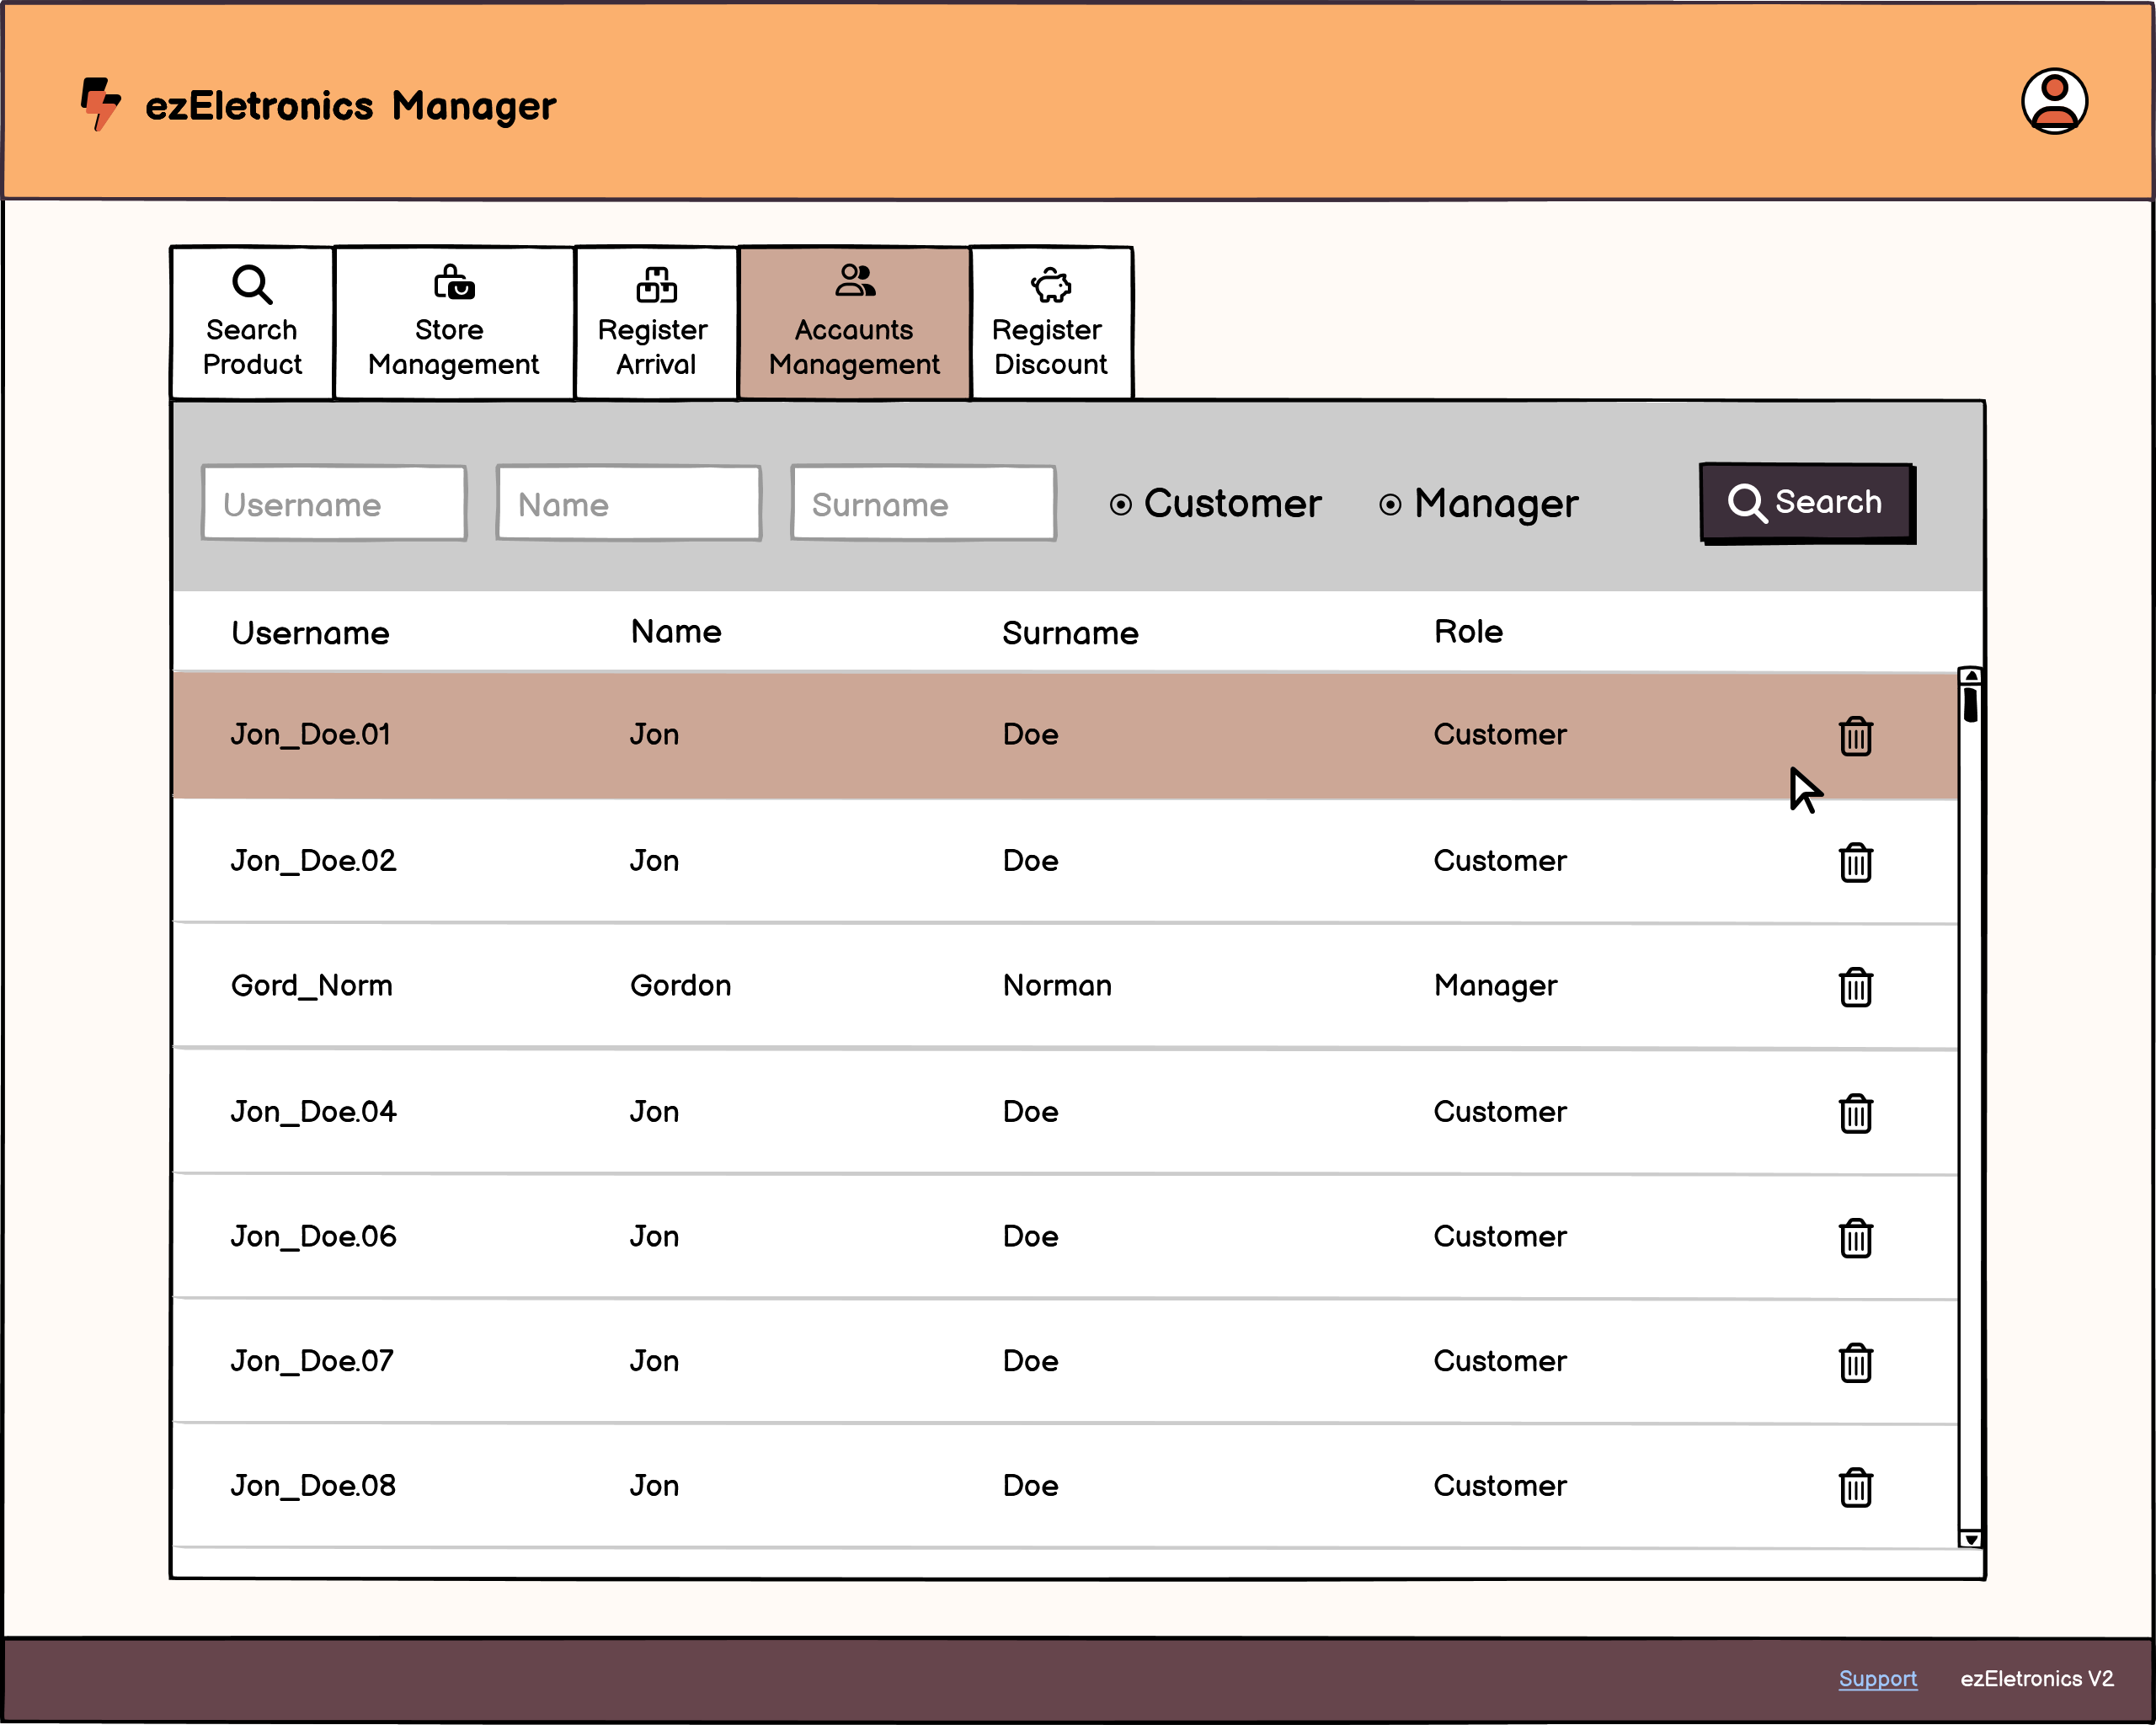 ezEletronics Manager
Search Product
Store Management
Register Arrival
Accaunts Management
Register Discount
Username Name Surname Customer Manager Search
Username Name Surname Role
Jon_Doe.01 Jon Doe Customer
Jon_Doe.02 Jon Doe Customer
Gord_Norm Gordon Norman Manager
Jon_Doe.04 Jon Doe Customer
Jon_Doe.06 Jon Doe Customer
Jon_Doe.07 Jon Doe Customer
Jon_Doe.08 Jon Doe Customer
Support ezEletronics V2